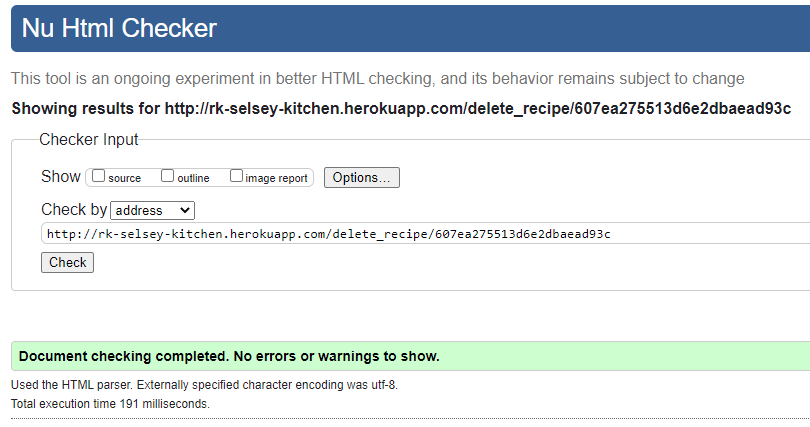 Nu Html Checker
This tool is an ongoing experiment in better HTML checking, and its behavior remains subject to change
Showing results for http://rk-selsey-kitchen.herokuapp.com/delete_recipe/607ea275513d6e2dbaead93c
Checker Input
Show source outline image report Options...
Check by address
http://rk-selsey-kitchen.herokuapp.com/delete_recipe/607ea275513d6e2dbaead93c
Check
Document checking completed. No errors or warnings to show.
Used the HTML parser. Externally specified character encoding was utf-8.
Total execution time 191 milliseconds.